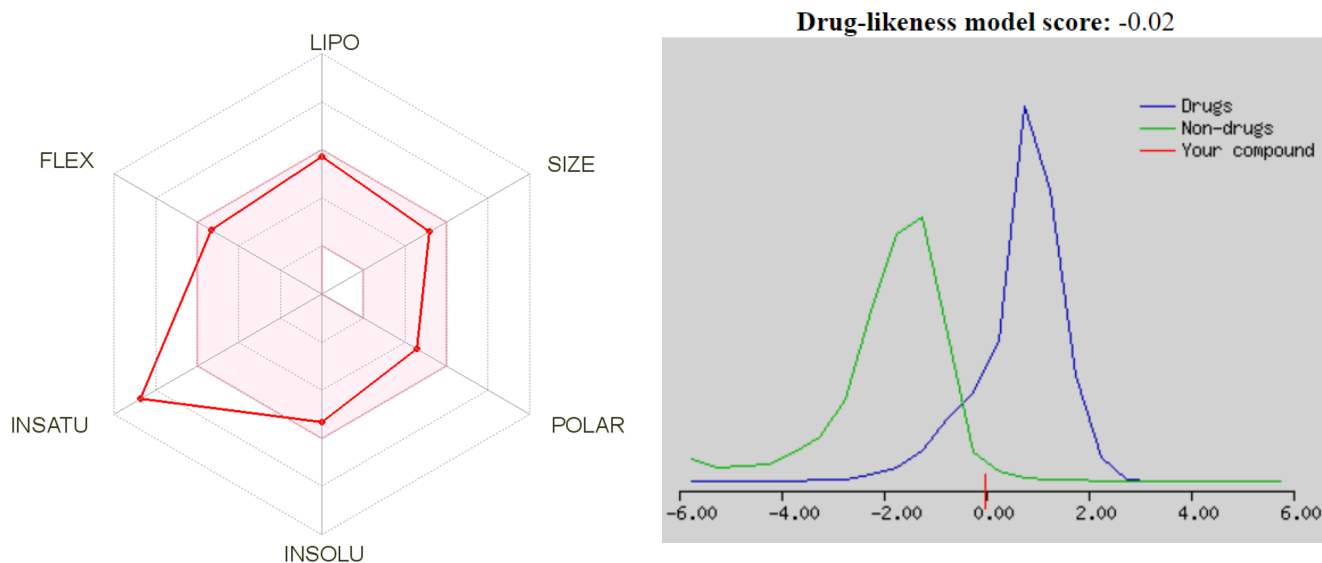 LIPO
FLEX
SIZE
INSATU
POLAR
INSOLU
Drug-likeness model score: -0.02
Drugs
Non-drugs
Your compound
-6.00 -4.00 -2.00 0.00 2.00 4.00 6.00